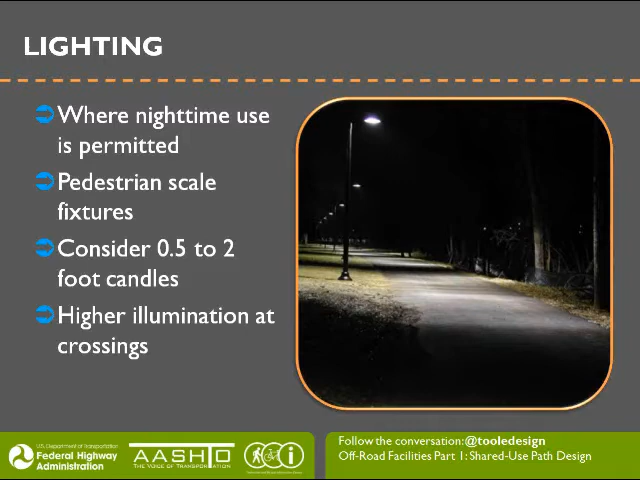 LIGHTING
Where nighttime use
is permitted
Pedestrian scale
fixtures
Consider 0.5 to 2
foot candles
Higher illumination at
crossings
U.S. Department of Transportation
Federal Highway
Administration
AASHTO
THE VOICE OF TRANSPORTATION
Follow the conversation: @tooledesign
Off-Road Facilities Part 1: Shared-Use Path Design